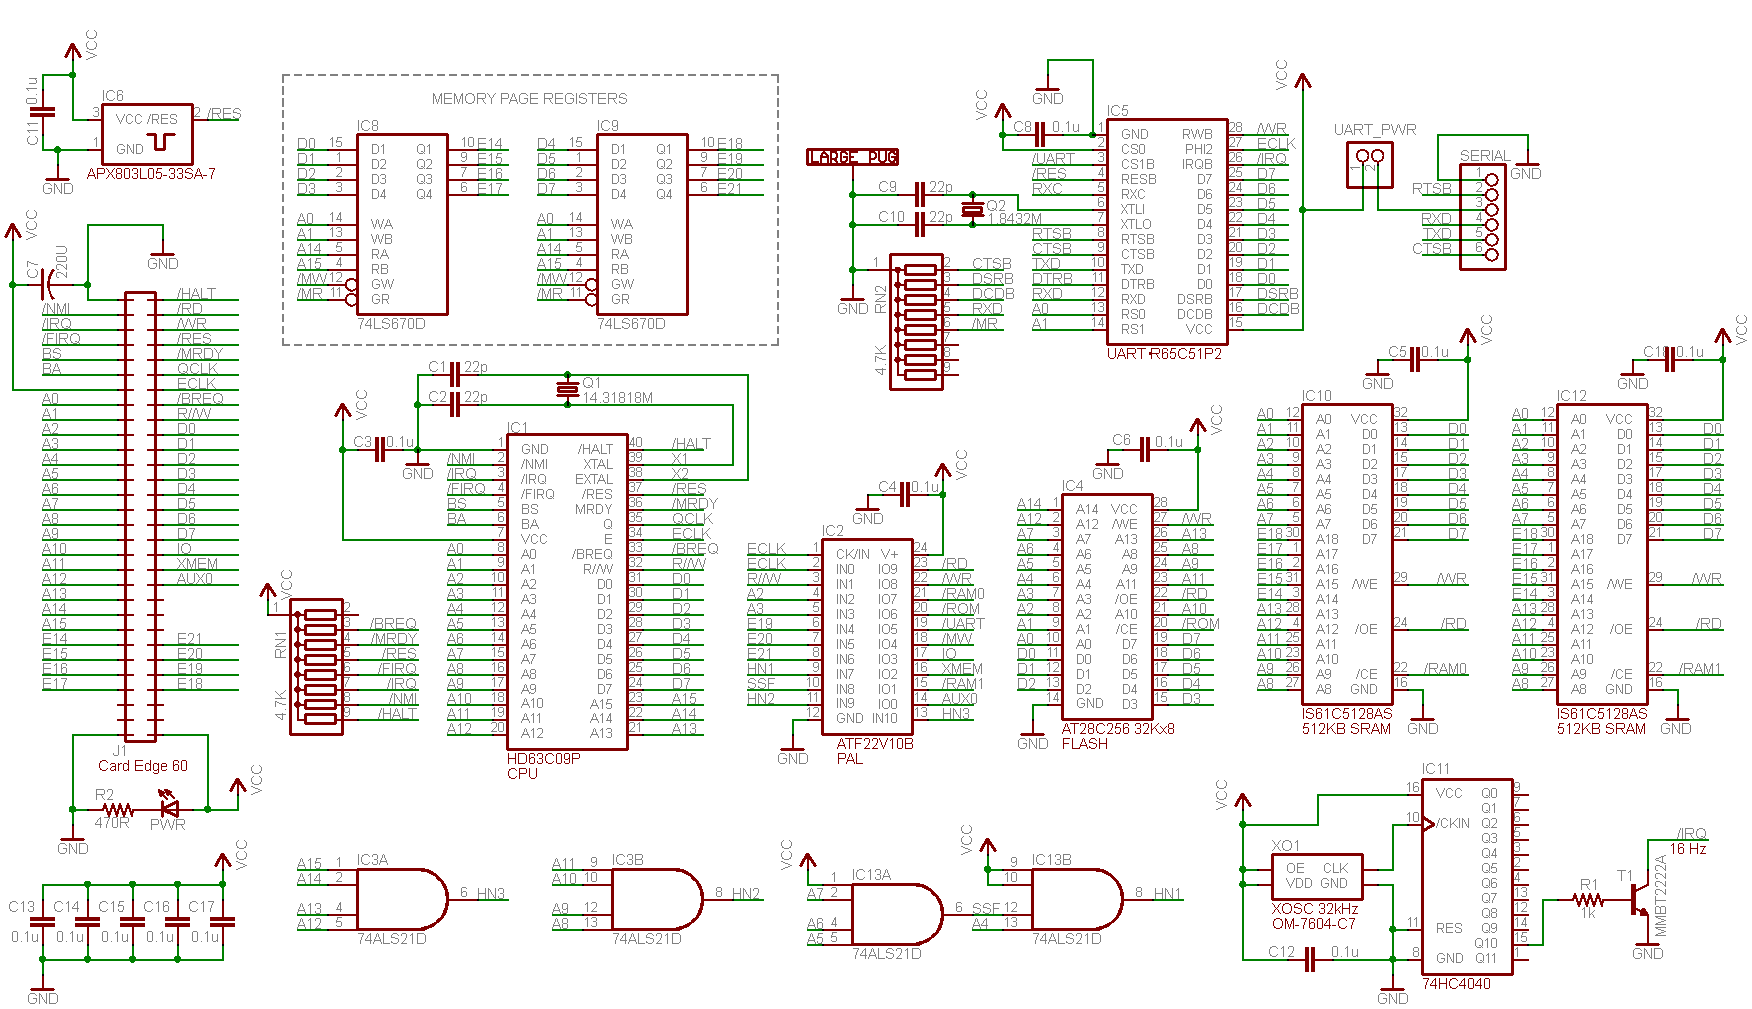 VCC
C11 0.1u
IC6
3 VCC /RES 2 /RES
1 GND
APX803L05-33SA-7
GND
MEMORY PAGE REGISTERS
IC8
D0 15 D1 Q1 10 E14
D1 1 D2 Q2 9 E15
D2 2 D3 Q3 7 E16
D3 3 D4 Q4 6 E17
A0 14 WA
A1 13 WB
A14 5 RA
A15 4 RB
/MW 12 GW
/MR 11 GR
74LS670D
IC9
D4 15 D1 Q1 10 E18
D5 1 D2 Q2 9 E19
D6 2 D3 Q3 7 E20
D7 3 D4 Q4 6 E21
A0 14 WA
A1 13 WB
A14 5 RA
A15 4 RB
/MW 12 GW
/MR 11 GR
74LS670D
LARGE PUG
C9 22p
C10 22p
Q2
1.8432M
GND
RN2
4.7K
1 2 CTSB
3 DSRB
4 DCDB
5 RXD
6 /MR
7
8
9
GND
VCC
C8 0.1u
IC5
1 GND RWB 28 /WR
2 CS0 PHI2 27 ECLK
/UART 3 CS1B IRQB 26 /IRQ
/RES 4 RESB D7 25 D7
RXC 5 RXC D6 24 D6
6 XTLI D5 23 D5
7 XTLO D4 22 D4
RTSB 8 RTSB D3 21 D3
CTSB 9 CTSB D2 20 D2
TXD 10 TXD D1 19 D1
DTRB 11 DTRB D0 18 D0
RXD 12 RXD DSRB 17 DSRB
A0 13 RS0 DCDB 16 DCDB
A1 14 RS1 VCC 15
UART R65C51P2
VCC
UART_PWR
1 2
SERIAL
GND
1
RTSB 2
3
RXD 4
TXD 5
CTSB 6
VCC
C7 220U
GND
/HALT
/NMI /RD
/IRQ /WR
/FIRQ /RES
BS /MRDY
BA QCLK
ECLK
A0 /BREQ
A1 R//W
A2 D0
A3 D1
A4 D2
A5 D3
A6 D4
A7 D5
A8 D6
A9 D7
A10 IO
A11 XMEM
A12 AUX0
A13
A14
A15
E14 E21
E15 E20
E16 E19
E17 E18
J1
Card Edge 60
R2
470R
PWR
VCC
GND
C1 22p
C2 22p
Q1
14.31818M
VCC
C3 0.1u
GND
IC1
1 GND /HALT 40 /HALT
/NMI 2 /NMI XTAL 39 X1
/IRQ 3 /IRQ EXTAL 38 X2
/FIRQ 4 /FIRQ /RES 37 /RES
BS 5 BS MRDY 36 /MRDY
BA 6 BA Q 35 QCLK
7 VCC E 34 ECLK
A0 8 A0 /BREQ 33 /BREQ
A1 9 A1 R//W 32 R//W
A2 10 A2 D0 31 D0
A3 11 A3 D1 30 D1
A4 12 A4 D2 29 D2
A5 13 A5 D3 28 D3
A6 14 A6 D4 27 D4
A7 15 A7 D5 26 D5
A8 16 A8 D6 25 D6
A9 17 A9 D7 24 D7
A10 18 A10 A15 23 A15
A11 19 A11 A14 22 A14
A12 20 A12 A13 21 A13
HD63C09P
CPU
VCC
RN1
4.7K
1 2
3 /BREQ
4 /MRDY
5 /RES
6 /FIRQ
7 /IRQ
8 /NMI
9 /HALT
VCC
C4 0.1u
GND
IC2
ECLK 1 CK/IN V+ 24
ECLK 2 IN0 IO9 23 /RD
R//W 3 IN1 IO8 22 /WR
A2 4 IN2 IO7 21 /RAM0
A3 5 IN3 IO6 20 /ROM
E19 6 IN4 IO5 19 /UART
E20 7 IN5 IO4 18 /MW
E21 8 IN6 IO3 17 IO
HN1 9 IN7 IO2 16 XMEM
SSF 10 IN8 IO1 15 /RAM1
HN2 11 IN9 IO0 14 AUX0
12 GND IN10 13 HN3
ATF22V10B
PAL
GND
VCC
C6 0.1u
GND
IC4
A14 1 A14 VCC 28
A12 2 A12 /WE 27 /WR
A7 3 A7 A13 26 A13
A6 4 A6 A8 25 A8
A5 5 A5 A9 24 A9
A4 6 A4 A11 23 A11
A3 7 A3 /OE 22 /RD
A2 8 A2 A10 21 A10
A1 9 A1 /CE 20 /ROM
A0 10 A0 D7 19 D7
D0 11 D0 D6 18 D6
D1 12 D1 D5 17 D5
D2 13 D2 D4 16 D4
14 GND D3 15 D3
AT28C256 32Kx8
FLASH
GND
VCC
C5 0.1u
GND
IC10
A0 12 A0 VCC 32
A1 11 A1 D0 13 D0
A2 10 A2 D1 14 D1
A3 9 A3 D2 15 D2
A4 8 A4 D3 17 D3
A5 7 A5 D4 18 D4
A6 6 A6 D5 19 D5
A7 5 A7 D6 20 D6
E18 30 A18 D7 21 D7
E17 1 A17
E16 2 A16
E15 31 A15 /WE 29 /WR
E14 3 A14
A13 28 A13
A12 4 A12 /OE 24 /RD
A11 25 A11
A10 23 A10
A9 26 A9 /CE 22 /RAM0
A8 27 A8 GND 16
IS61C5128AS
512KB SRAM
GND
VCC
C18 0.1u
GND
IC12
A0 12 A0 VCC 32
A1 11 A1 D0 13 D0
A2 10 A2 D1 14 D1
A3 9 A3 D2 15 D2
A4 8 A4 D3 17 D3
A5 7 A5 D4 18 D4
A6 6 A6 D5 19 D5
A7 5 A7 D6 20 D6
E18 30 A18 D7 21 D7
E17 1 A17
E16 2 A16
E15 31 A15 /WE 29 /WR
E14 3 A14
A13 28 A13
A12 4 A12 /OE 24 /RD
A11 25 A11
A10 23 A10
A9 26 A9 /CE 22 /RAM1
A8 27 A8 GND 16
IS61C5128AS
512KB SRAM
GND
VCC
C13 C14 C15 C16 C17
0.1u 0.1u 0.1u 0.1u 0.1u
GND
IC3A
A15 1
A14 2
6 HN3
A13 4
A12 5
74ALS21D
IC3B
A11 9
A10 10
8 HN2
A9 12
A8 13
74ALS21D
VCC
IC13A
1
A7 2
6 SSF
A6 4
A5 5
74ALS21D
VCC
IC13B
9
10
8 HN1
12
A4 13
74ALS21D
VCC
XO1
OE CLK
VDD GND
XOSC 32kHz
OM-7604-C7
C12 0.1u
GND
IC11
16 VCC Q0 9
Q1 7
10 /CKIN Q2 6
Q3 5
Q4 3
Q5 2
Q6 4
Q7 13
Q8 12
11 RES Q9 14
Q10 15
8 GND Q11 1
74HC4040
R1
1k
T1
MMBT2222A
/IRQ
16 Hz
GND